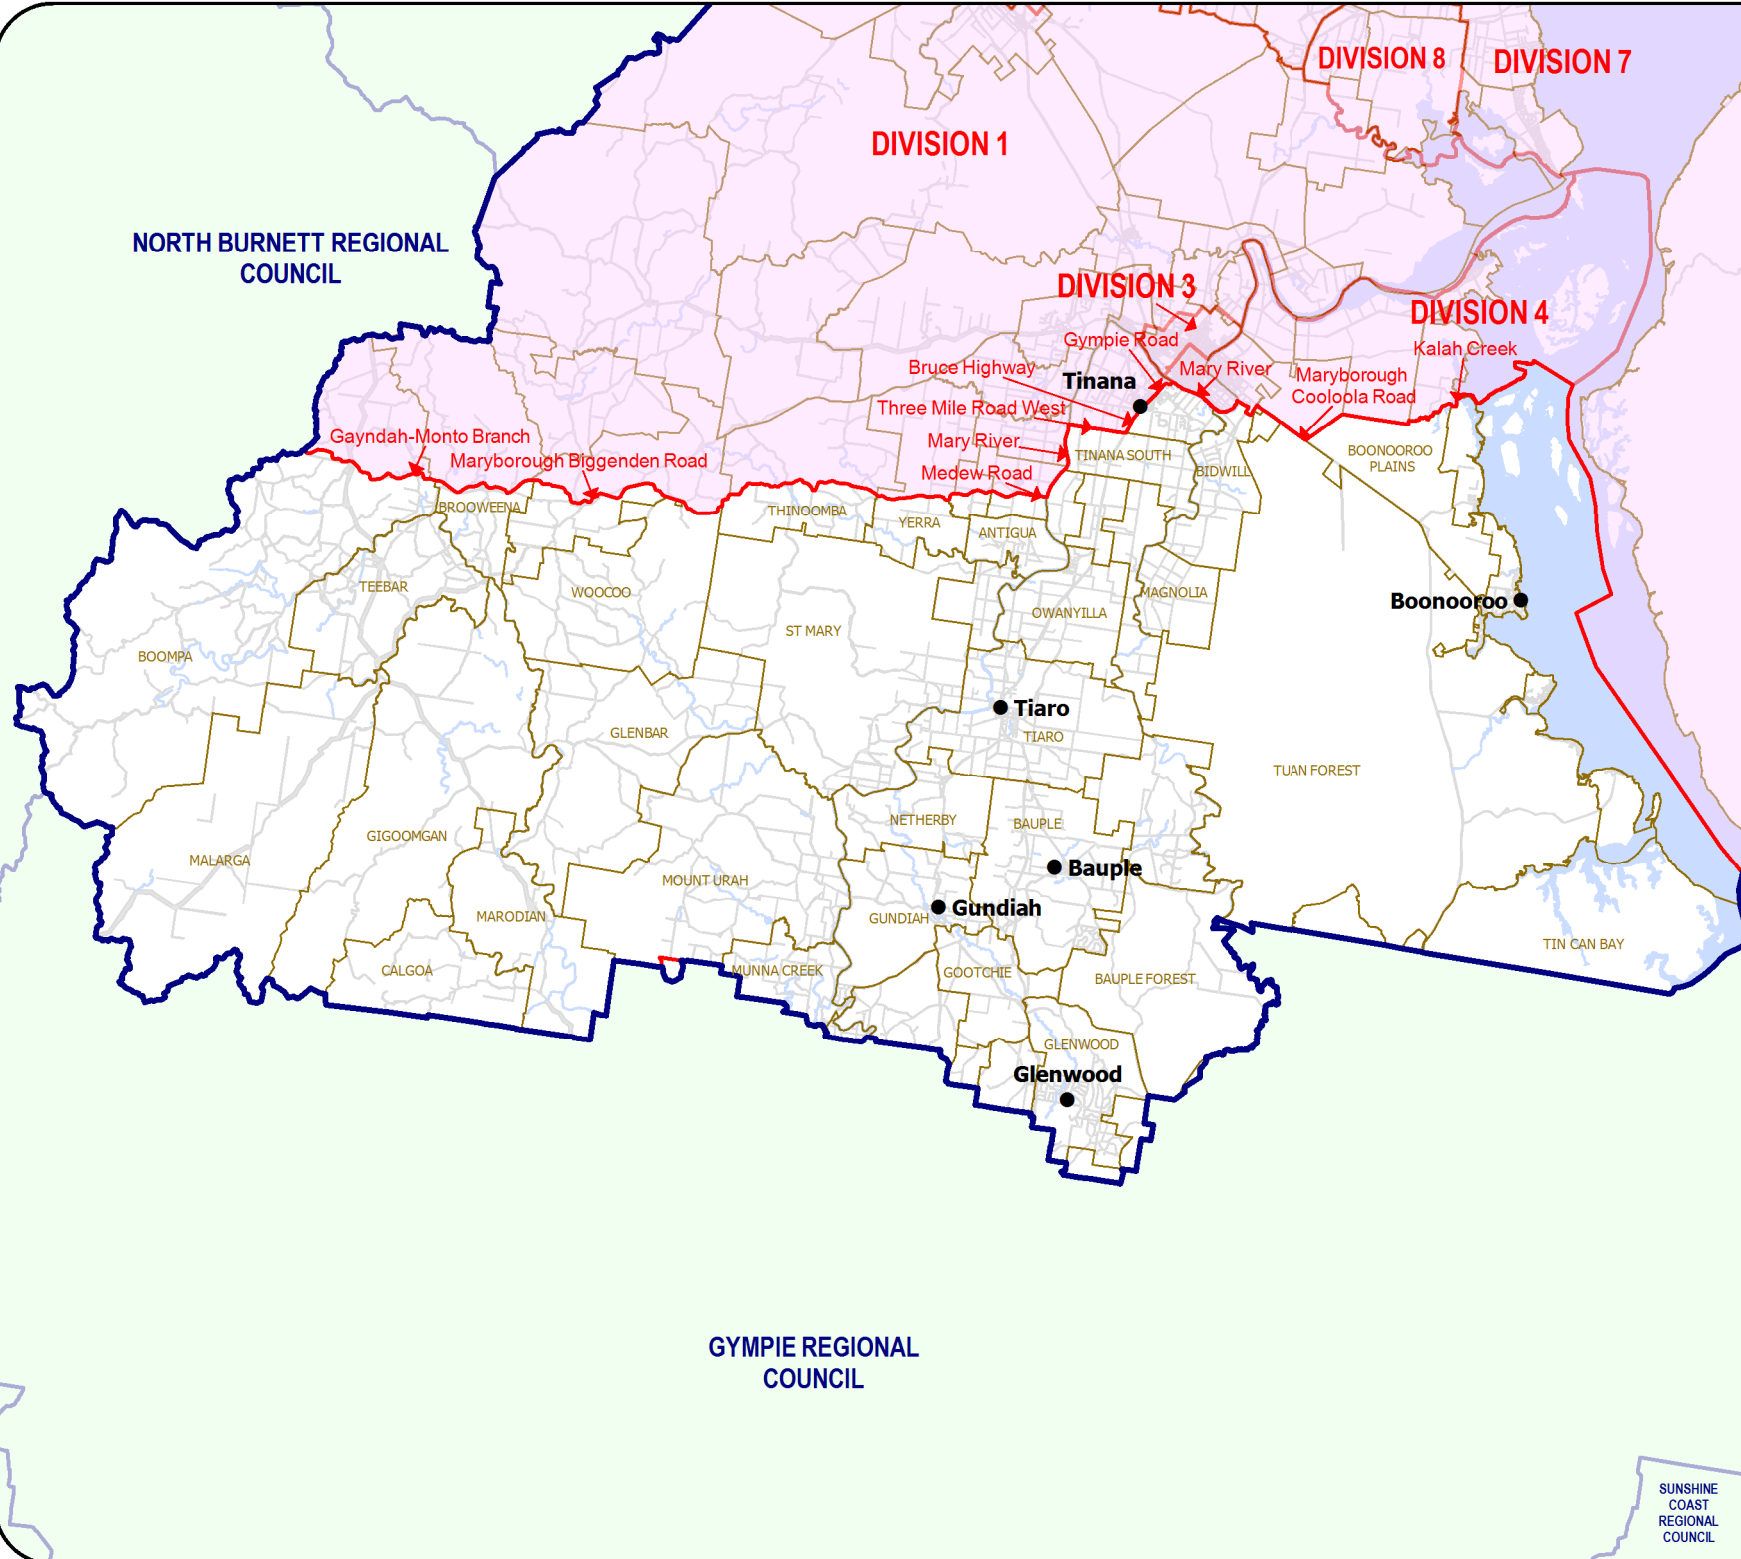 DIVISION 8
DIVISION 7
DIVISION 1
NORTH BURNETT REGIONAL
COUNCIL
DIVISION 3
DIVISION 4
Gympie Road
Kalah Creek
Bruce Highway
Mary River
Tinana
Maryborough
Cooloola Road
Three Mile Road West
Gayndah-Monto Branch
Mary River
Maryborough Biggenden Road
Medew Road
TINANA SOUTH
BIDWILL
BOONOOROO
PLAINS
BROOWEENA
THINOOMBA
YERRA
ANTIGUA
TEEBAR
WOOCOO
MAGNOLIA
Boonooroo
OWANYILLA
ST MARY
BOOMPA
Tiaro
GLENBAR
TIARO
TUAN FOREST
NETHERBY
BAUPLE
GIGOOMGAN
MALARGA
Bauple
MOUNT URAH
Gundiah
MARODIAN
GUNDIAH
TIN CAN BAY
CALGOA
MUNNA CREEK
GOOTCHIE
BAUPLE FOREST
GLENWOOD
Glenwood
GYMPIE REGIONAL
COUNCIL
SUNSHINE
COAST
REGIONAL
COUNCIL